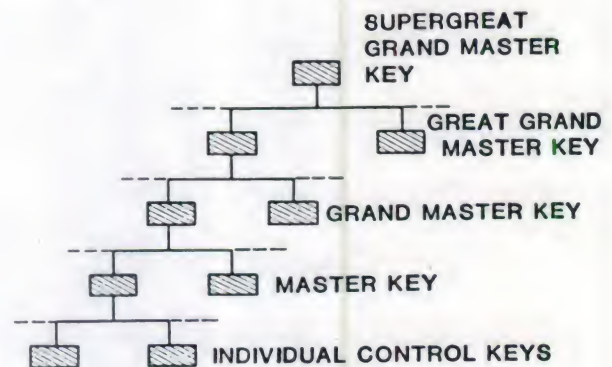 SUPERGREAT
GRAND MASTER
KEY
GREAT GRAND
MASTER KEY
GRAND MASTER KEY
MASTER KEY
INDIVIDUAL CONTROL KEYS